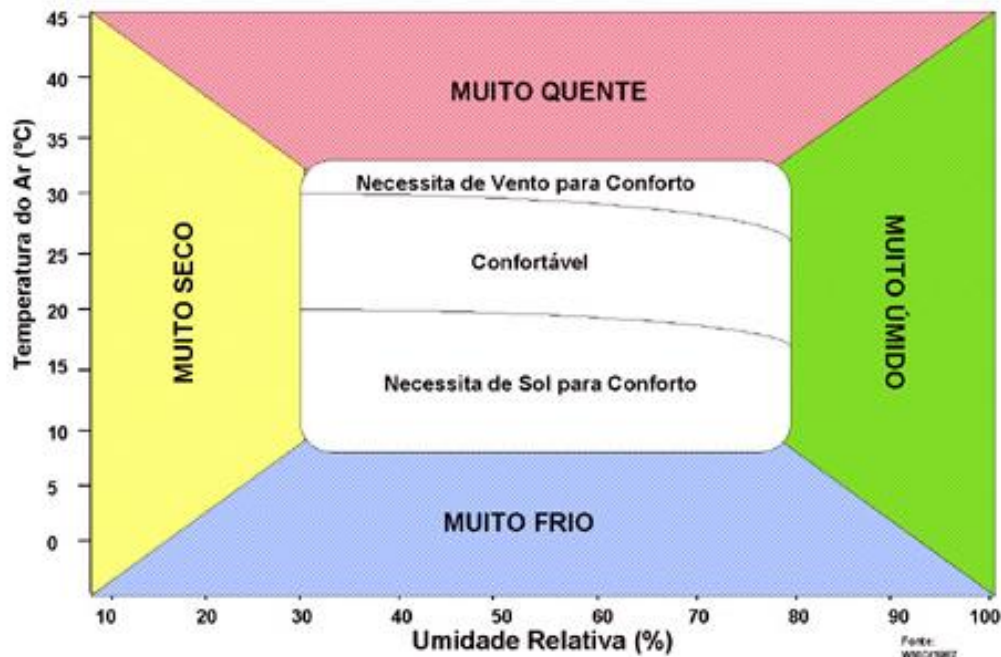 45
40
35
30
25
20
15
10
5
0
Temperatura do Ar (ºC)
MUITO QUENTE
Necessita de Vento para Conforto
Confortável
Necessita de Sol para Conforto
MUITO SECO
MUITO ÚMIDO
MUITO FRIO
10 20 30 40 50 60 70 80 90 100
Umidade Relativa (%)
Fonte: